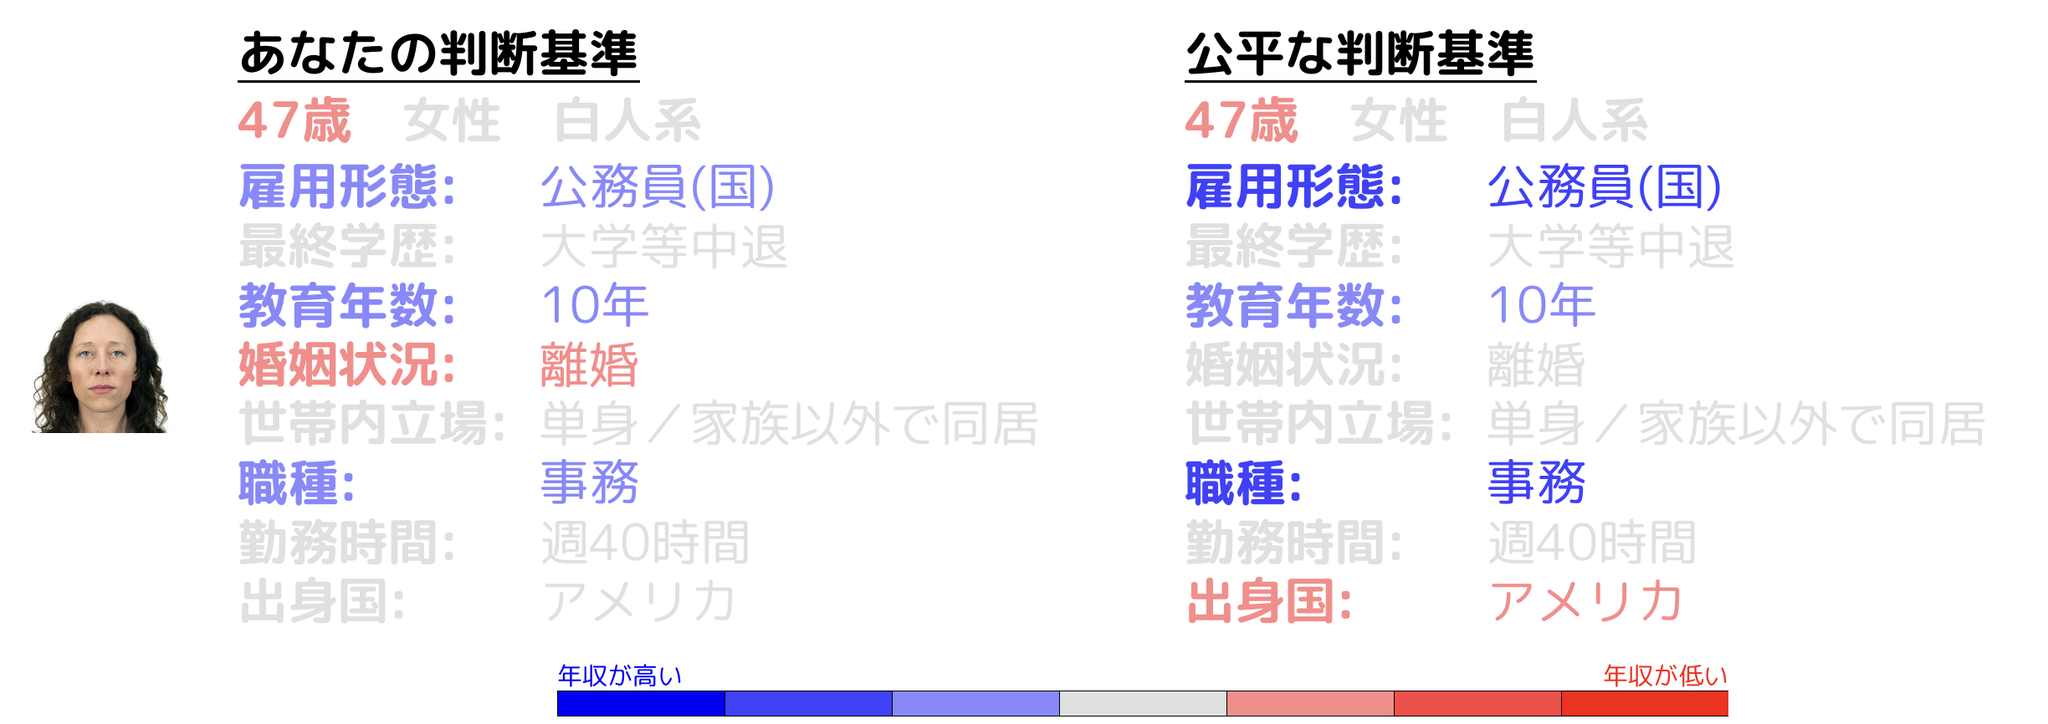 あなたの判断基準
47歳 女性 白人系
雇用形態: 公務員(国)
最終学歴: 大学等中退
教育年数: 10年
婚姻状況: 離婚
世帯内立場: 単身／家族以外で同居
職種: 事務
勤務時間: 週40時間
出身国: アメリカ
公平な判断基準
47歳 女性 白人系
雇用形態: 公務員(国)
最終学歴: 大学等中退
教育年数: 10年
婚姻状況: 離婚
世帯内立場: 単身／家族以外で同居
職種: 事務
勤務時間: 週40時間
出身国: アメリカ
年収が高い
年収が低い